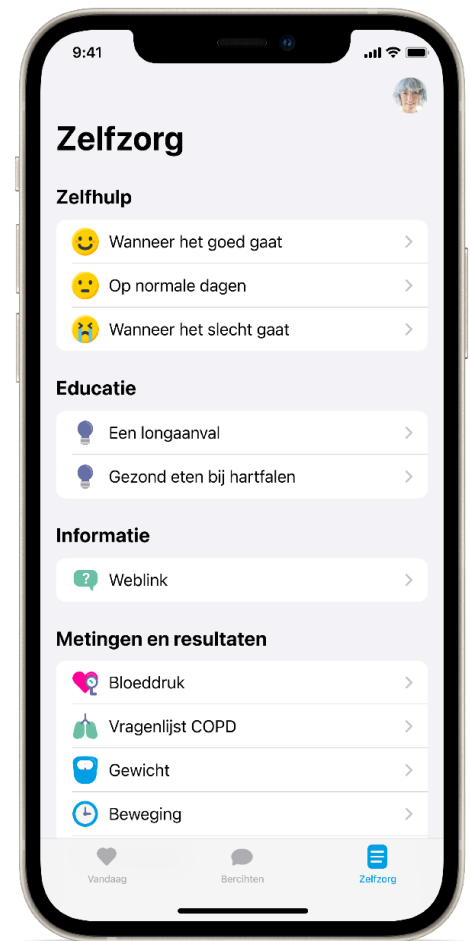 9:41
Zelfzorg
Zelfhulp
Wanneer het goed gaat
Op normale dagen
Wanneer het slecht gaat
Educatie
Een longaanval
Gezond eten bij hartfalen
Informatie
?
Weblink
Metingen en resultaten
Bloeddruk
Vragenlijst COPD
Gewicht
Beweging
Vandaag
Bercihten
Zelfzorg